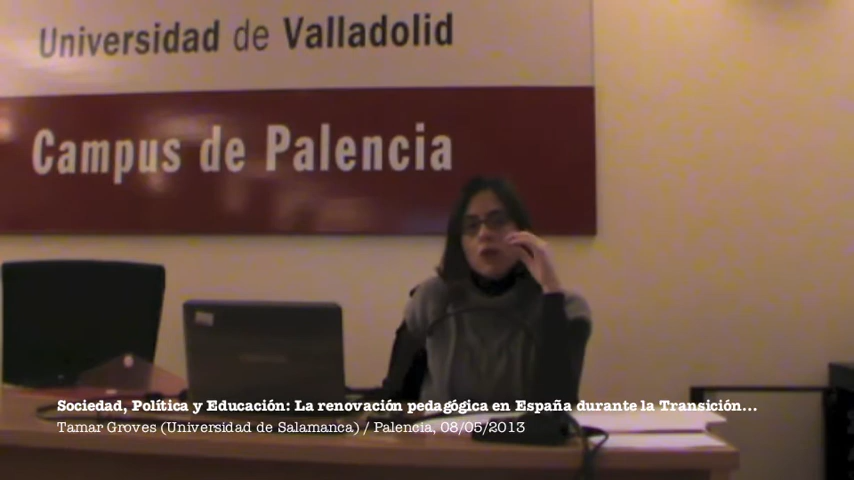 Universidad de Valladolid
Campus de Palencia
Sociedad, Política y Educación: La renovación pedagógica en España durante la Transición...
Tamar Groves (Universidad de Salamanca) / Palencia, 08/05/2013